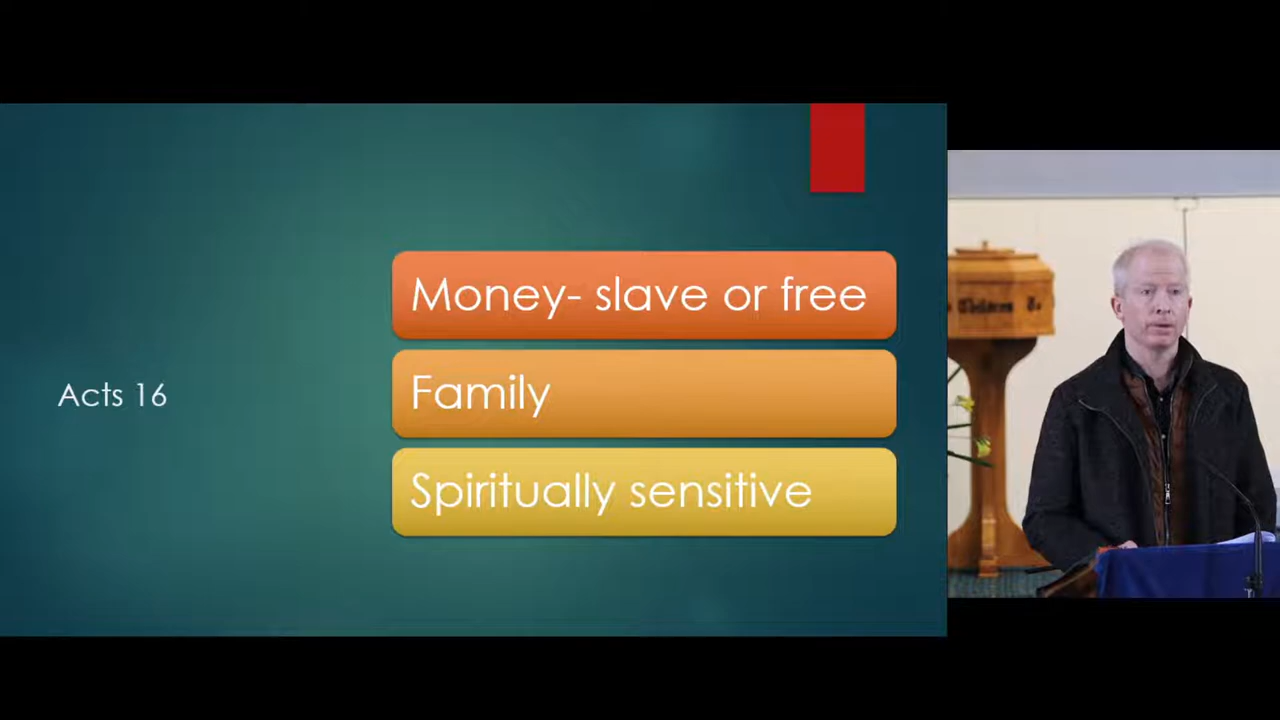 Money- slave or free
Acts 16
Family
Spiritually sensitive